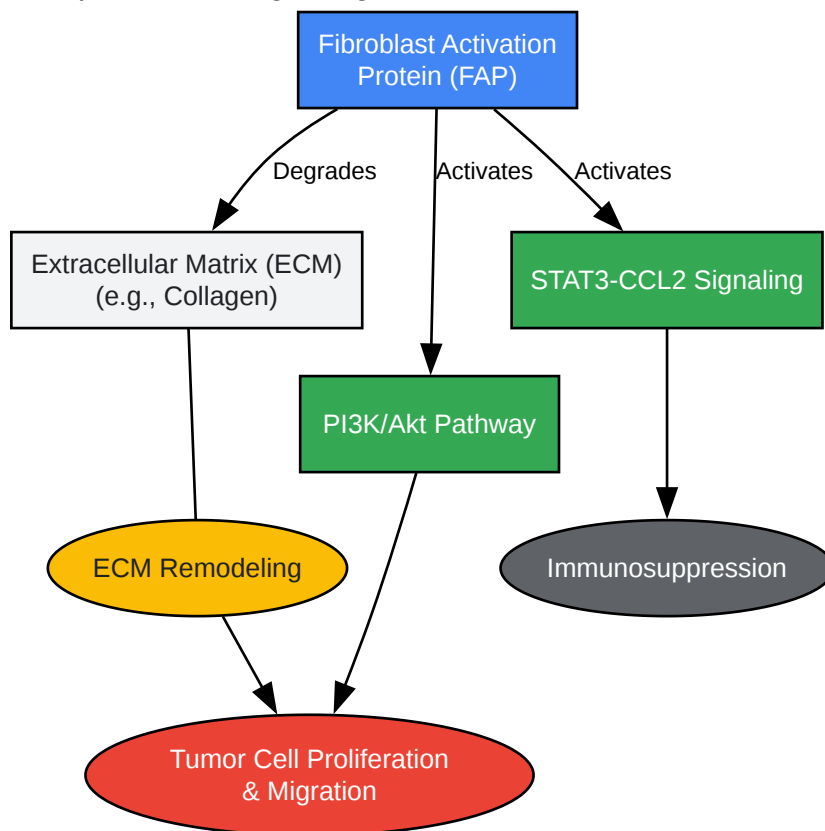 Fibroblast Activation
Protein (FAP)
Degrades
Activates
Activates
Extracellular Matrix (ECM)
(e.g., Collagen)
STAT3-CCL2 Signaling
PI3K/Akt Pathway
ECM Remodeling
Immunosuppression
Tumor Cell Proliferation
& Migration